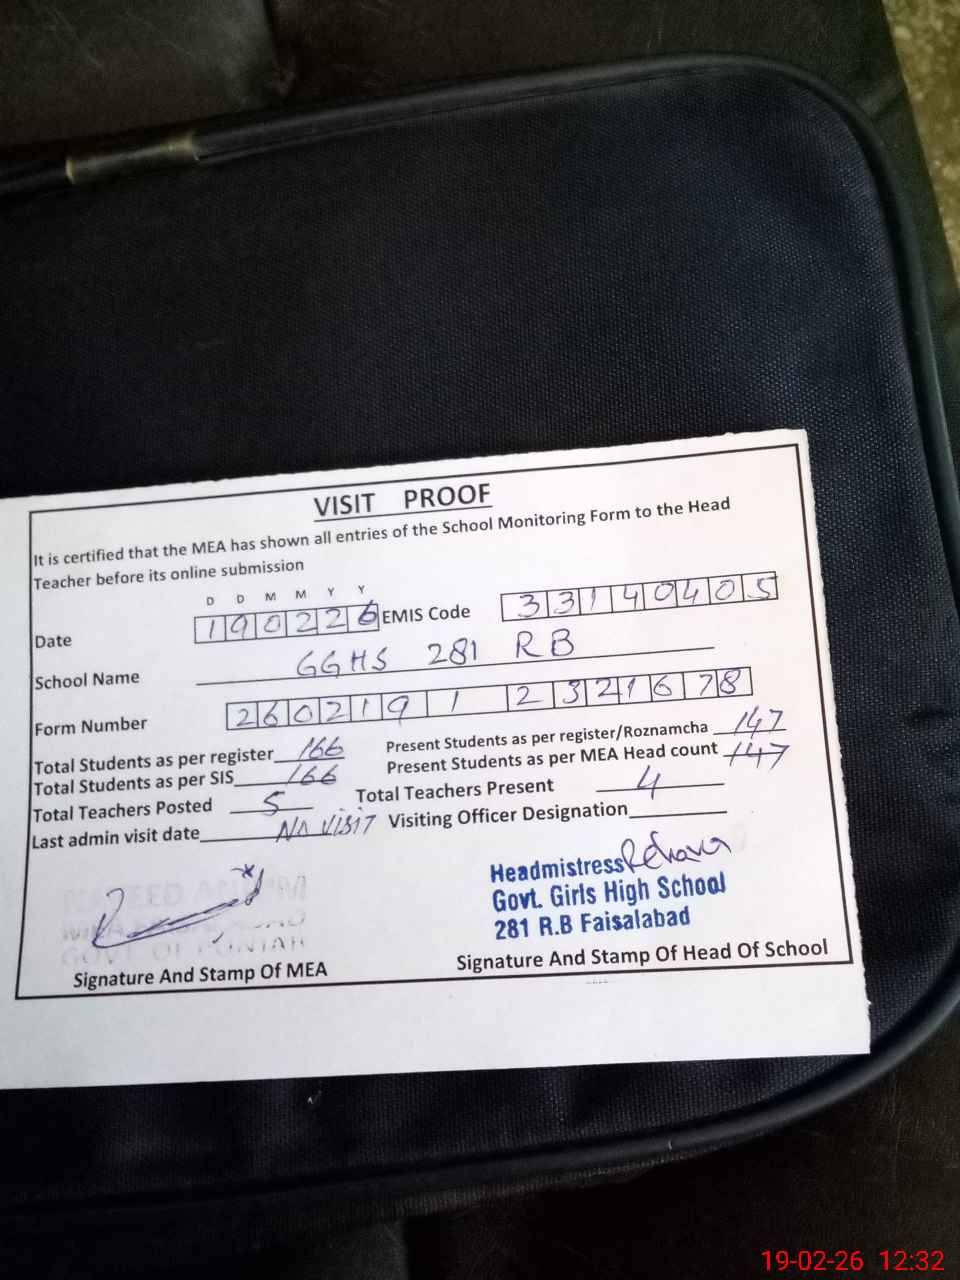 VISIT PROOF
It is certified that the MEA has shown all entries of the School Monitoring Form to the Head
Teacher before its online submission
D D M M Y Y
Date 190226 EMIS Code 33140405
School Name GGHS 281 RB
Form Number 26021912321678
Total Students as per register 166 Present Students as per register/Roznamcha 147
Total Students as per SIS 166 Present Students as per MEA Head count 147
Total Teachers Posted 5 Total Teachers Present 4
Last admin visit date NA VISIT Visiting Officer Designation
Headmistress
Govt. Girls High School
281 R.B Faisalabad
GOVT OF PUNJAB
Signature And Stamp Of MEA Signature And Stamp Of Head Of School
19-02-26 12:32